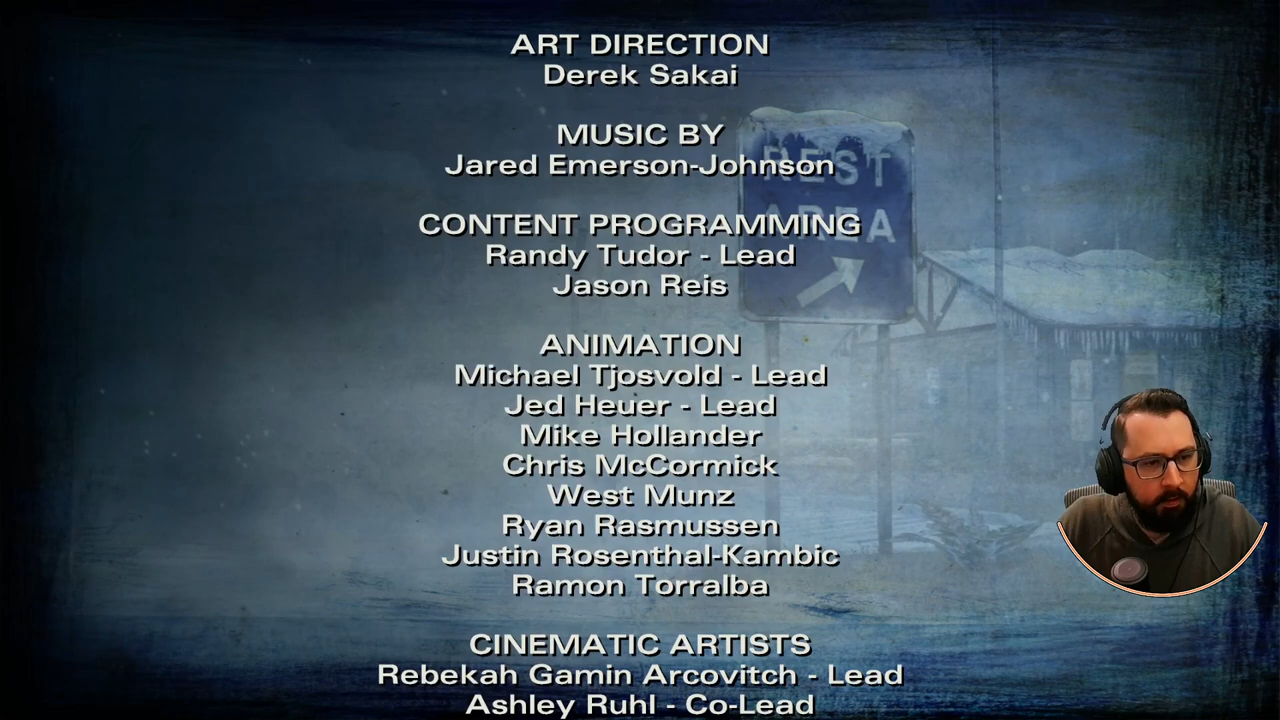 ART DIRECTION
Derek Sakai
MUSIC BY
Jared Emerson-Johnson
REST
AREA
CONTENT PROGRAMMING
Randy Tudor - Lead
Jason Reis
ANIMATION
Michael Tjosvold - Lead
Jed Heuer - Lead
Mike Hollander
Chris McCormick
West Munz
Ryan Rasmussen
Justin Rosenthal-Kambic
Ramon Torralba
CINEMATIC ARTISTS
Rebekah Gamin Arcovitch - Lead
Ashley Ruhl - Co-Lead